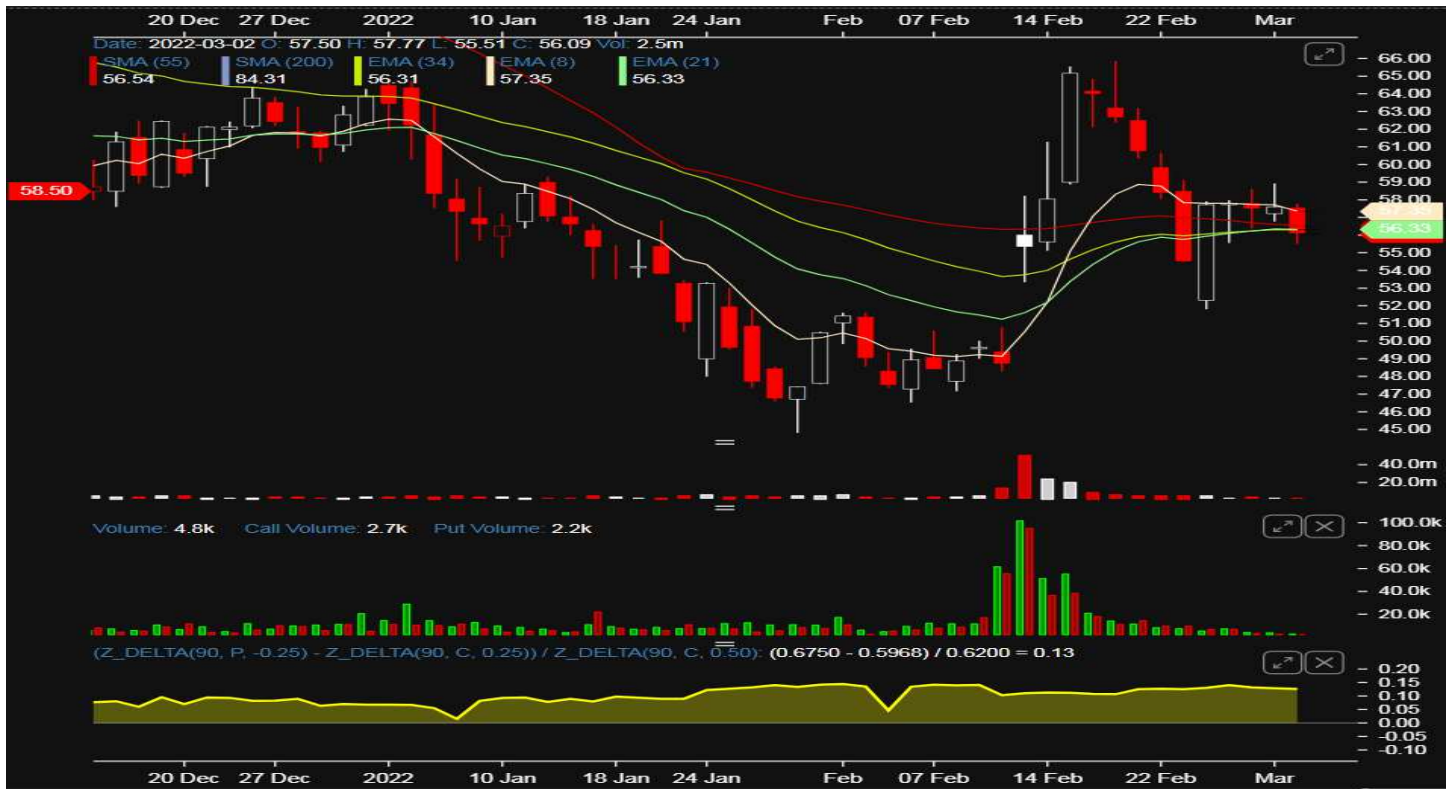 20 Dec 27 Dec 2022 10 Jan 18 Jan 24 Jan Feb 07 Feb 14 Feb 22 Feb Mar
Date: 2022-03-02 O: 57.50 H: 57.77 L: 55.51 C: 56.09 Vol: 2.5m
SMA (55) SMA (200) EMA (34) EMA (8) EMA (21)
56.54 84.31 56.31 57.35 56.33
66.00
65.00
64.00
63.00
62.00
61.00
60.00
59.00
58.50
58.00
57.35
56.33
55.00
54.00
53.00
52.00
51.00
50.00
49.00
48.00
47.00
46.00
45.00
40.0m
20.0m
Volume: 4.8k Call Volume: 2.7k Put Volume: 2.2k
100.0k
80.0k
60.0k
40.0k
20.0k
(Z_DELTA(90, P, -0.25) - Z_DELTA(90, C, 0.25)) / Z_DELTA(90, C, 0.50): (0.6750 - 0.5968) / 0.6200 = 0.13
0.20
0.15
0.10
0.05
0.00
-0.05
-0.10
20 Dec 27 Dec 2022 10 Jan 18 Jan 24 Jan Feb 07 Feb 14 Feb 22 Feb Mar